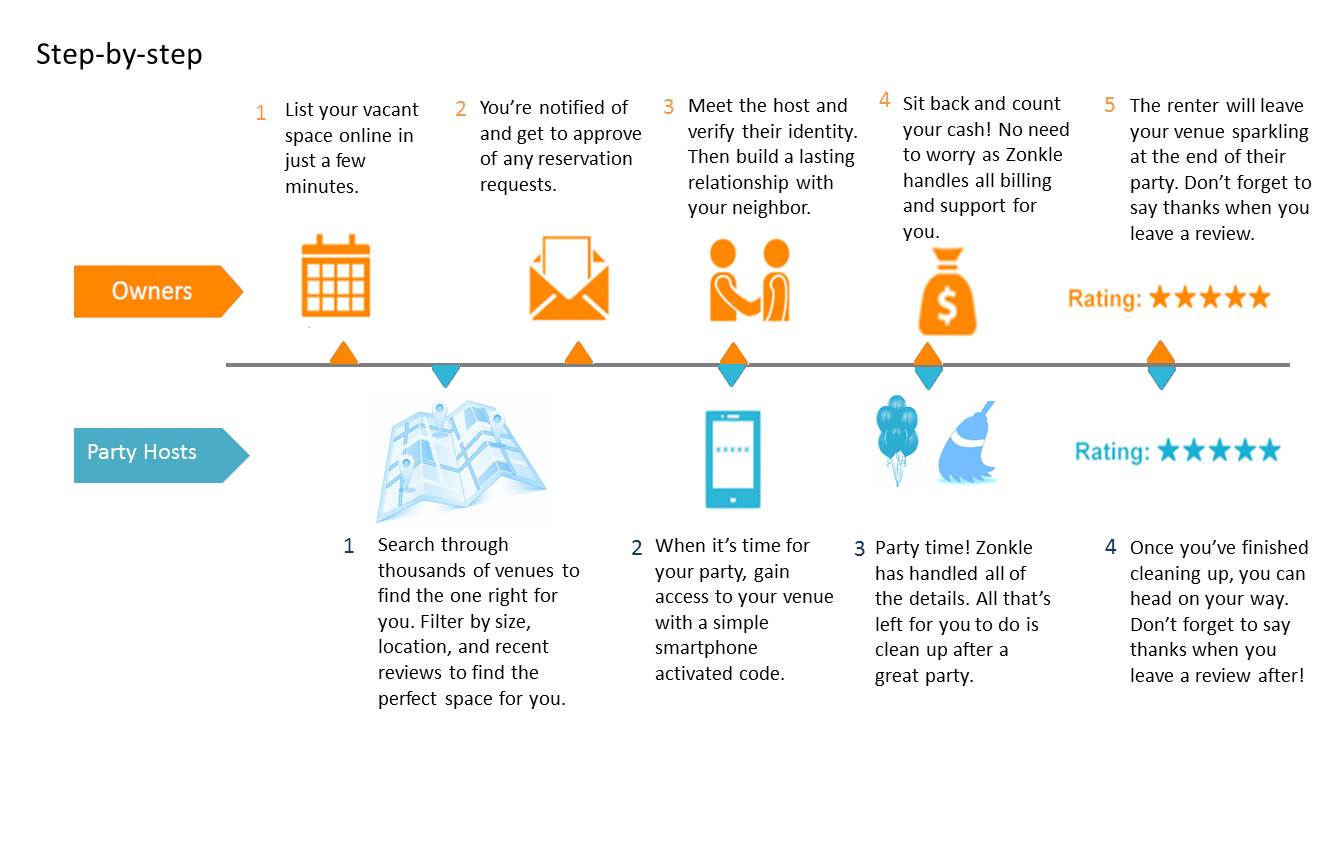 Step-by-step
1
List your vacant
space online in
just a few
minutes.
2
You’re notified of
and get to approve
of any reservation
requests.
3
Meet the host and
verify their identity.
Then build a lasting
relationship with
your neighbor.
4
Sit back and count
your cash! No need
to worry as Zonkle
handles all billing
and support for
you.
5
The renter will leave
your venue sparkling
at the end of their
party. Don’t forget to
say thanks when you
leave a review.
Owners
$
Rating: ★★★★★
Party Hosts
*****
Rating: ★★★★★
1
Search through
thousands of venues to
find the one right for
you. Filter by size,
location, and recent
reviews to find the
perfect space for you.
2
When it’s time for
your party, gain
access to your venue
with a simple
smartphone
activated code.
3
Party time! Zonkle
has handled all of
the details. All that’s
left for you to do is
clean up after a
great party.
4
Once you’ve finished
cleaning up, you can
head on your way.
Don’t forget to say
thanks when you
leave a review after!